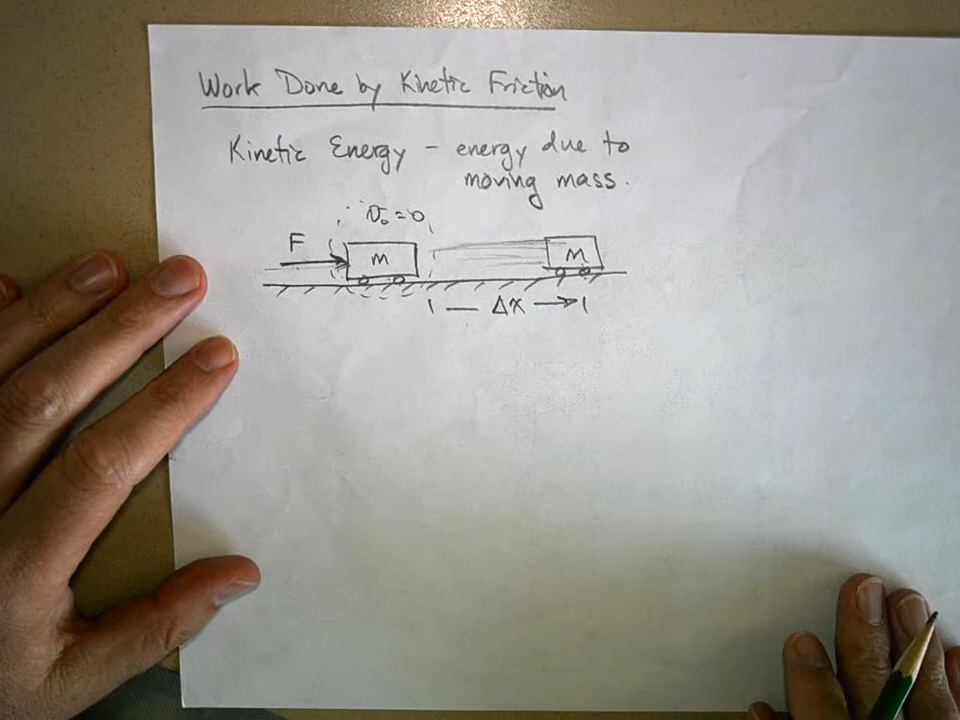 Work Done by Kinetic Friction
Kinetic Energy - energy due to
moving mass.
v₀ = 0
F
m
m
Δx